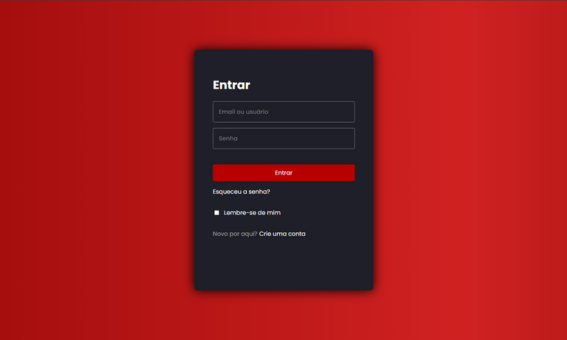 Entrar
Email ou usuário
Senha
Entrar
Esqueceu a senha?
Lembre-se de mim
Novo por aqui? Crie uma conta